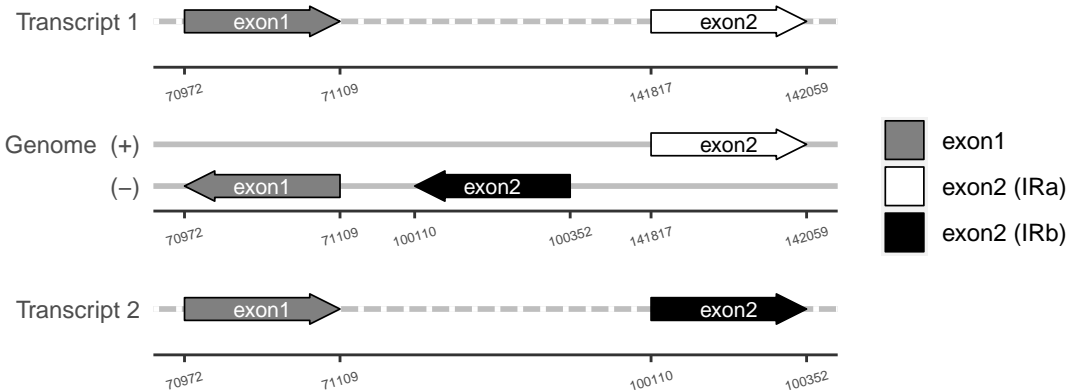 Transcript 1 exon1 exon2
70972 71109 141817 142059
Genome (+) exon2
(–) exon1 exon2
70972 71109 100110 100352 141817 142059
Transcript 2 exon1 exon2
70972 71109 100110 100352
exon1
exon2 (IRa)
exon2 (IRb)